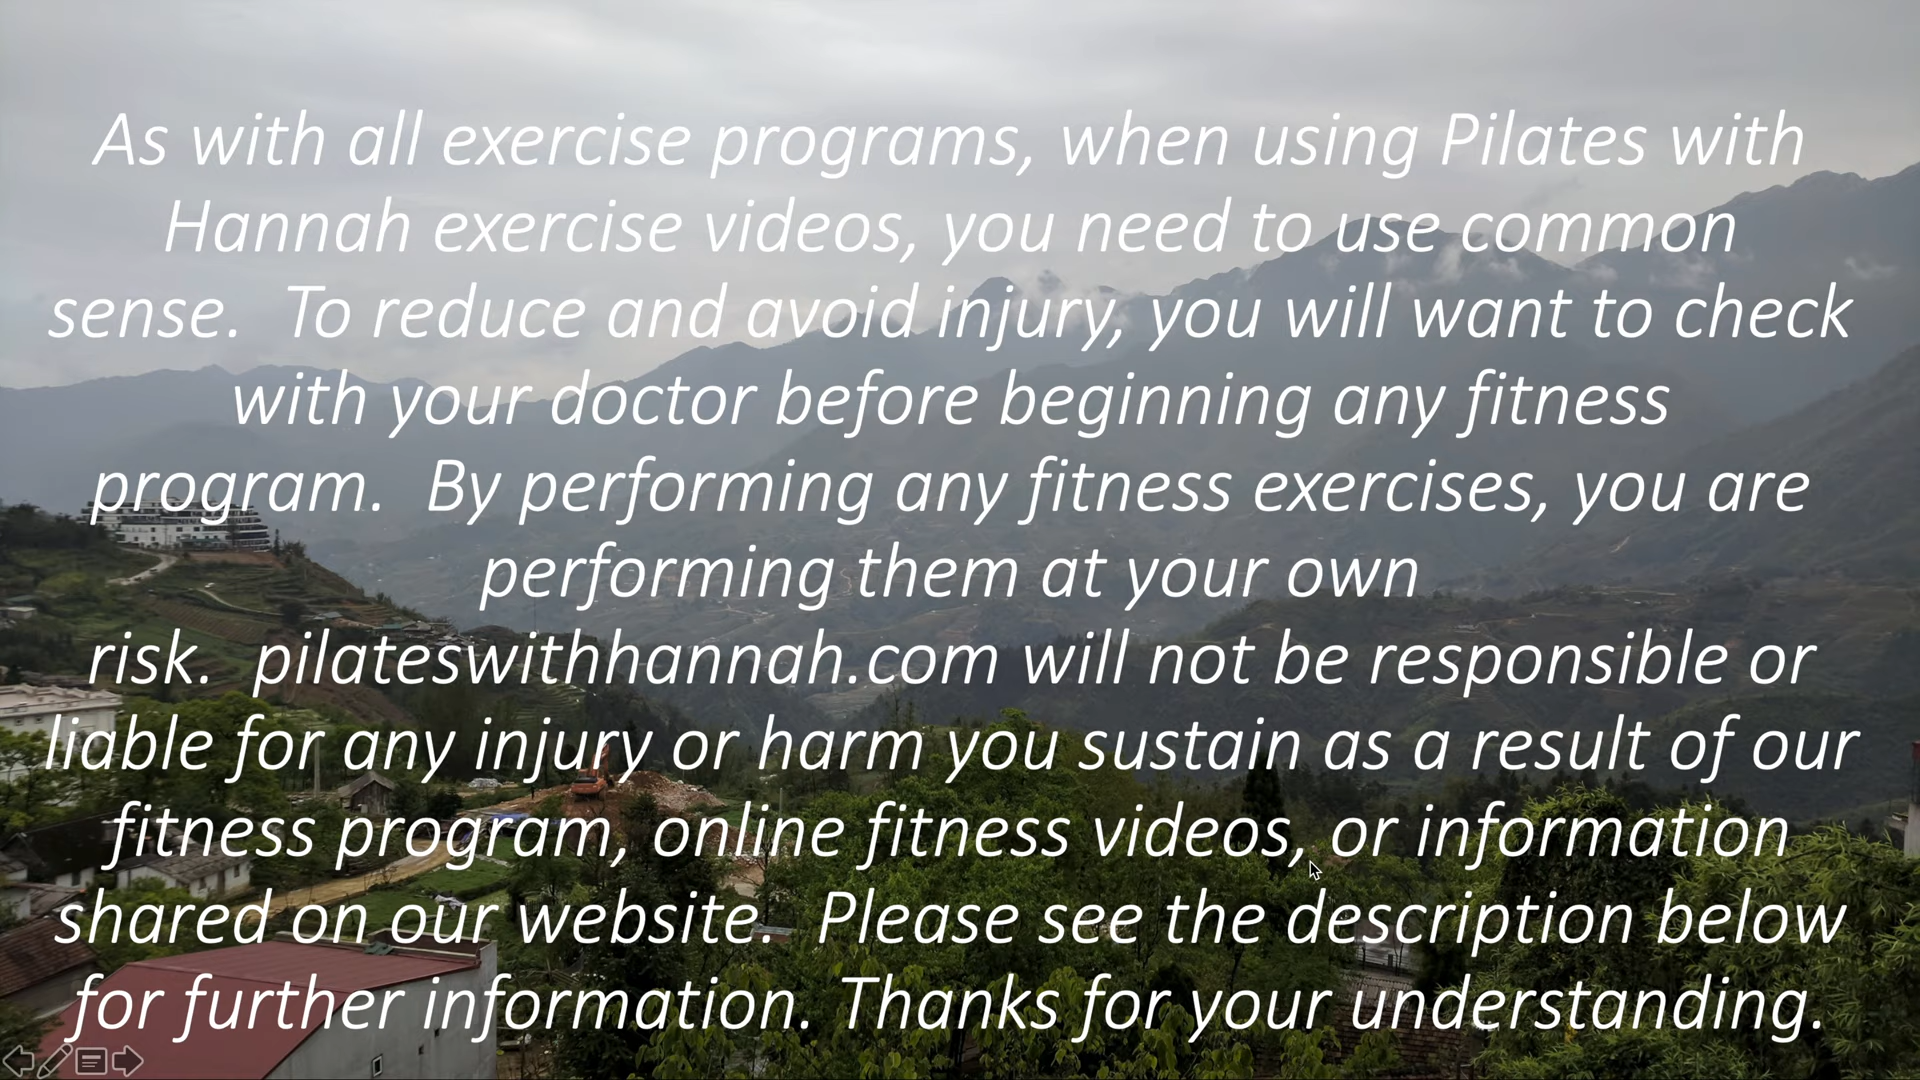 As with all exercise programs, when using Pilates with
Hannah exercise videos, you need to use common
sense.  To reduce and avoid injury, you will want to check
with your doctor before beginning any fitness
program.  By performing any fitness exercises, you are
performing them at your own
risk.  pilateswithhannah.com will not be responsible or
liable for any injury or harm you sustain as a result of our
fitness program, online fitness videos, or information
shared on our website.  Please see the description below
for further information. Thanks for your understanding.